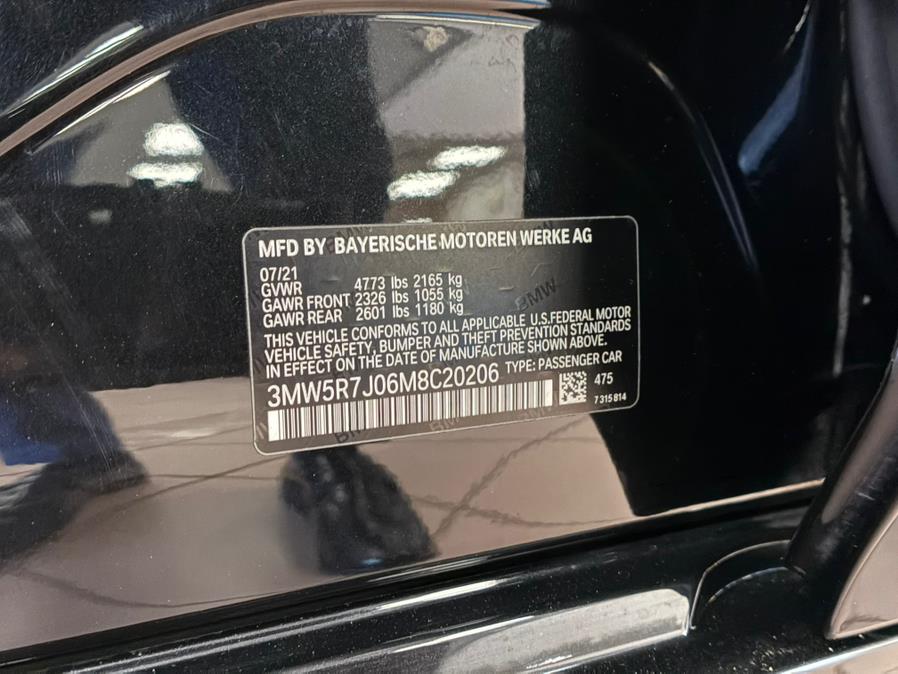 MFD BY BAYERISCHE MOTOREN WERKE AG
07/21
GVWR 4773 lbs 2165 kg
GAWR FRONT 2326 lbs 1055 kg
GAWR REAR 2601 lbs 1180 kg
THIS VEHICLE CONFORMS TO ALL APPLICABLE U.S.FEDERAL MOTOR
VEHICLE SAFETY, BUMPER AND THEFT PREVENTION STANDARDS
IN EFFECT ON THE DATE OF MANUFACTURE SHOWN ABOVE.
3MW5R7J06M8C20206 TYPE: PASSENGER CAR
475
7 315 814
BMW
BMW